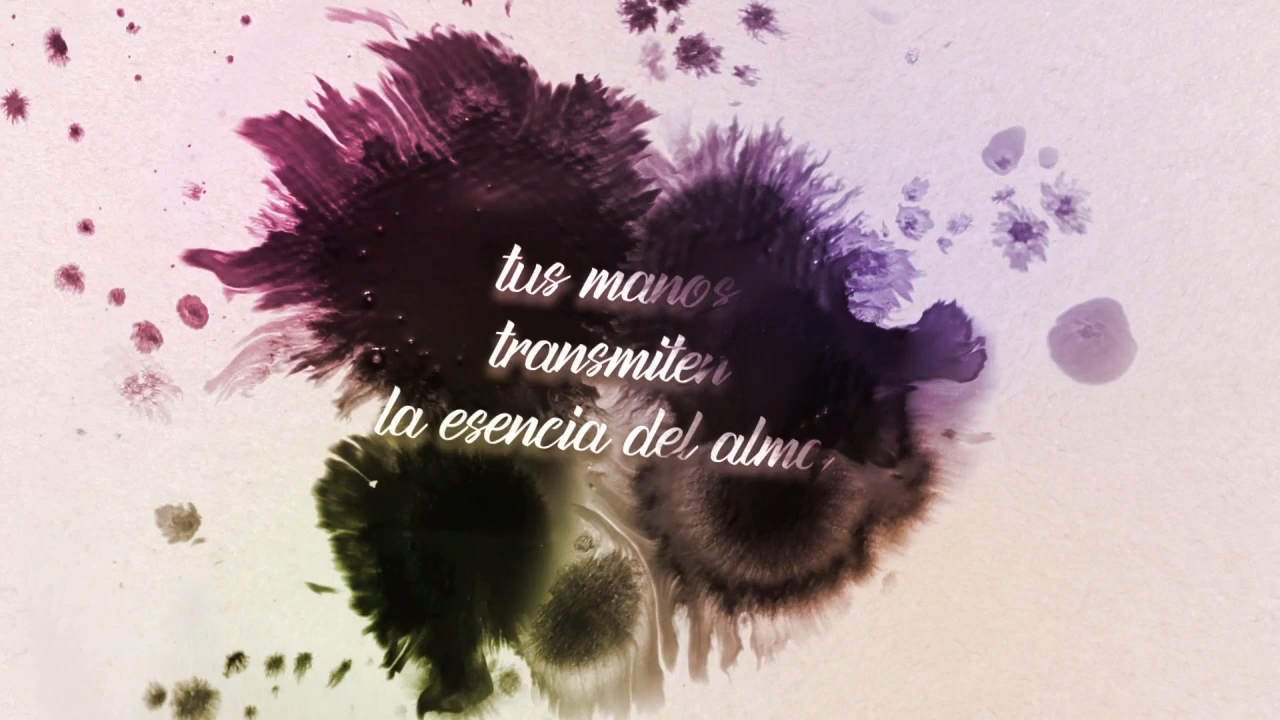 tus manos
transmiten
la esencia del alma,